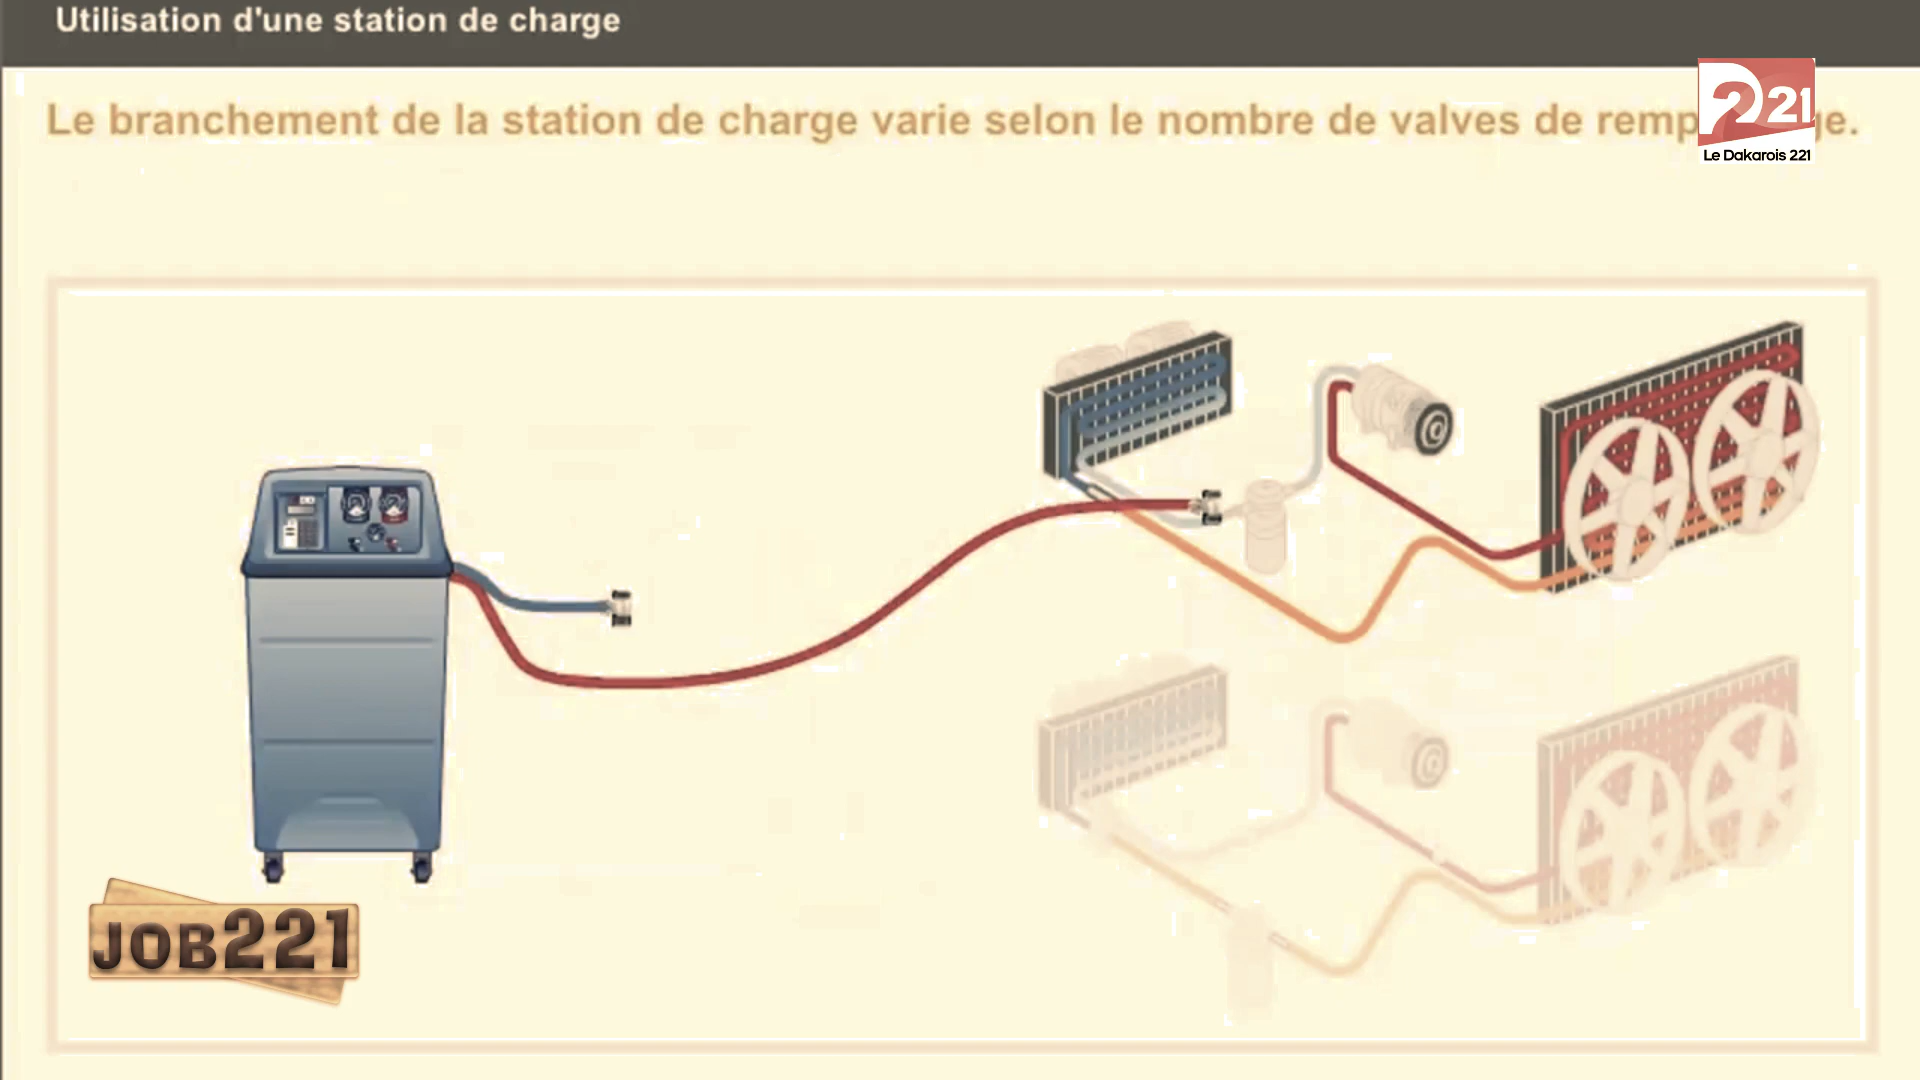 Utilisation d'une station de charge
Le branchement de la station de charge varie selon le nombre de valves de
221
Le Dakarois 221
JOB221